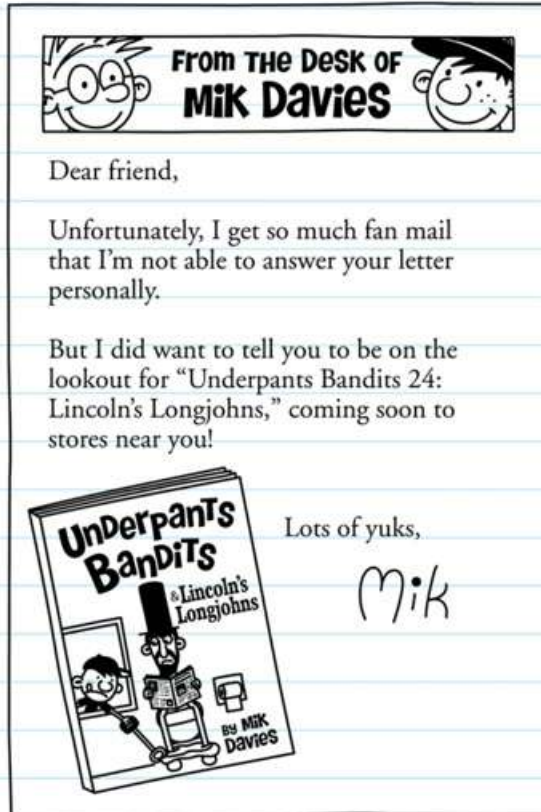 FROM THE DESK OF
MiK DAViES
Dear friend,
Unfortunately, I get so much fan mail
that I'm not able to answer your letter
personally.
But I did want to tell you to be on the
lookout for “Underpants Bandits 24:
Lincoln's Longjohns,” coming soon to
stores near you!
UNDERPANTS
BANDiTS
& Lincoln's
Longjohns
BY MiK
DAViES
Lots of yuks,
Mik